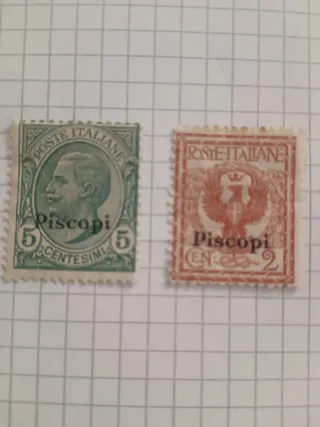 POSTE ITALIANE
Piscopi
5 5
CENTESIMI
POSTE ITALIANE
Piscopi
CEN. 2